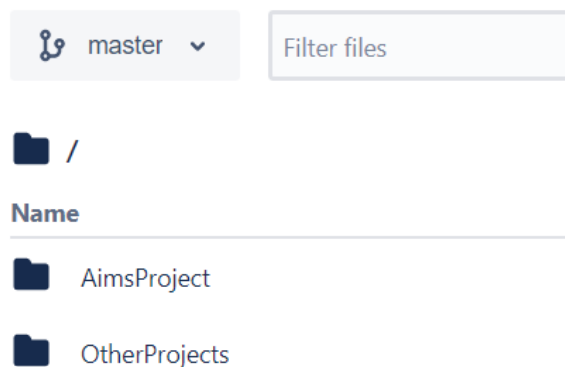 master
Filter files
/
Name
AimsProject
OtherProjects